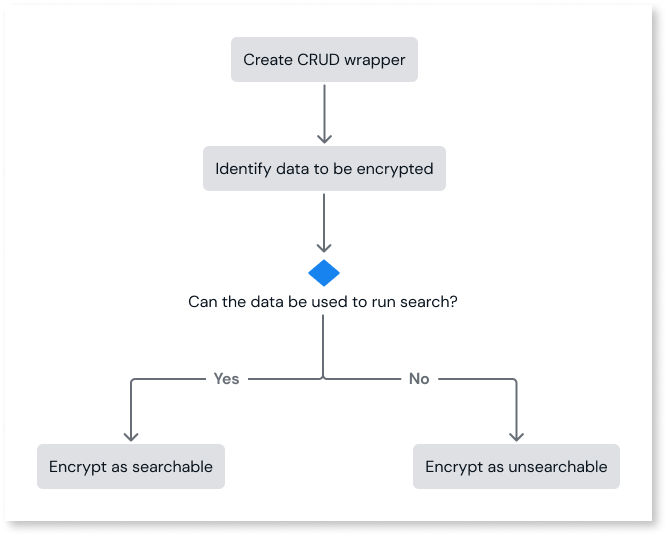 Create CRUD wrapper
Identify data to be encrypted
Can the data be used to run search?
Yes
No
Encrypt as searchable
Encrypt as unsearchable